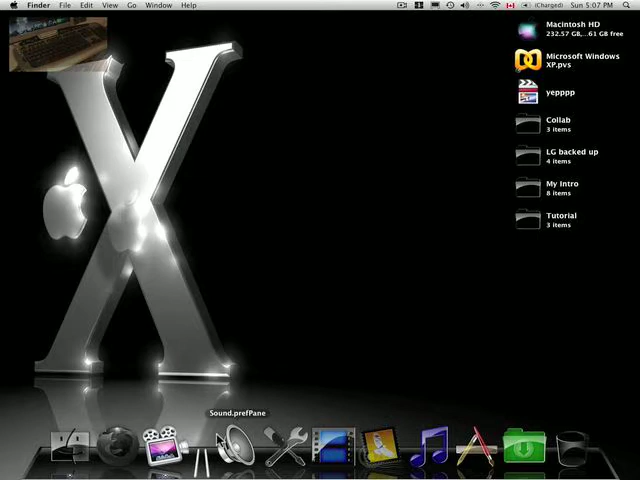 Finder File Edit View Go Window Help
(Charged) Sun 5:07 PM
Macintosh HD
232.57 GB,...61 GB free
Microsoft Windows
XP.pvs
yepppp
Collab
3 items
LG backed up
4 items
My Intro
8 items
Tutorial
3 items
X
Sound.prefPane